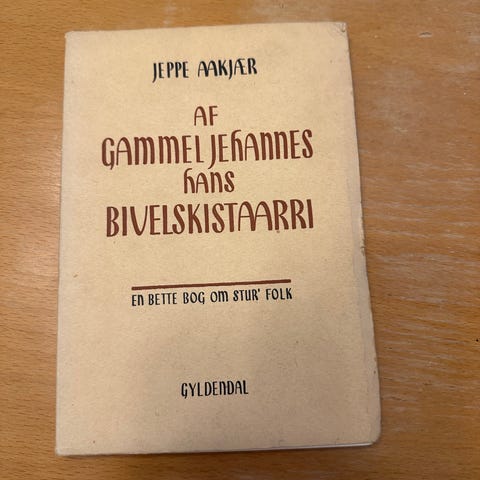 JEPPE AAKJÆR
AF
GAMMEL JEHANNES
hANS
BIVELSKISTAARRI
EN BETTE BOG OM STUR' FOLK
GYLDENDAL